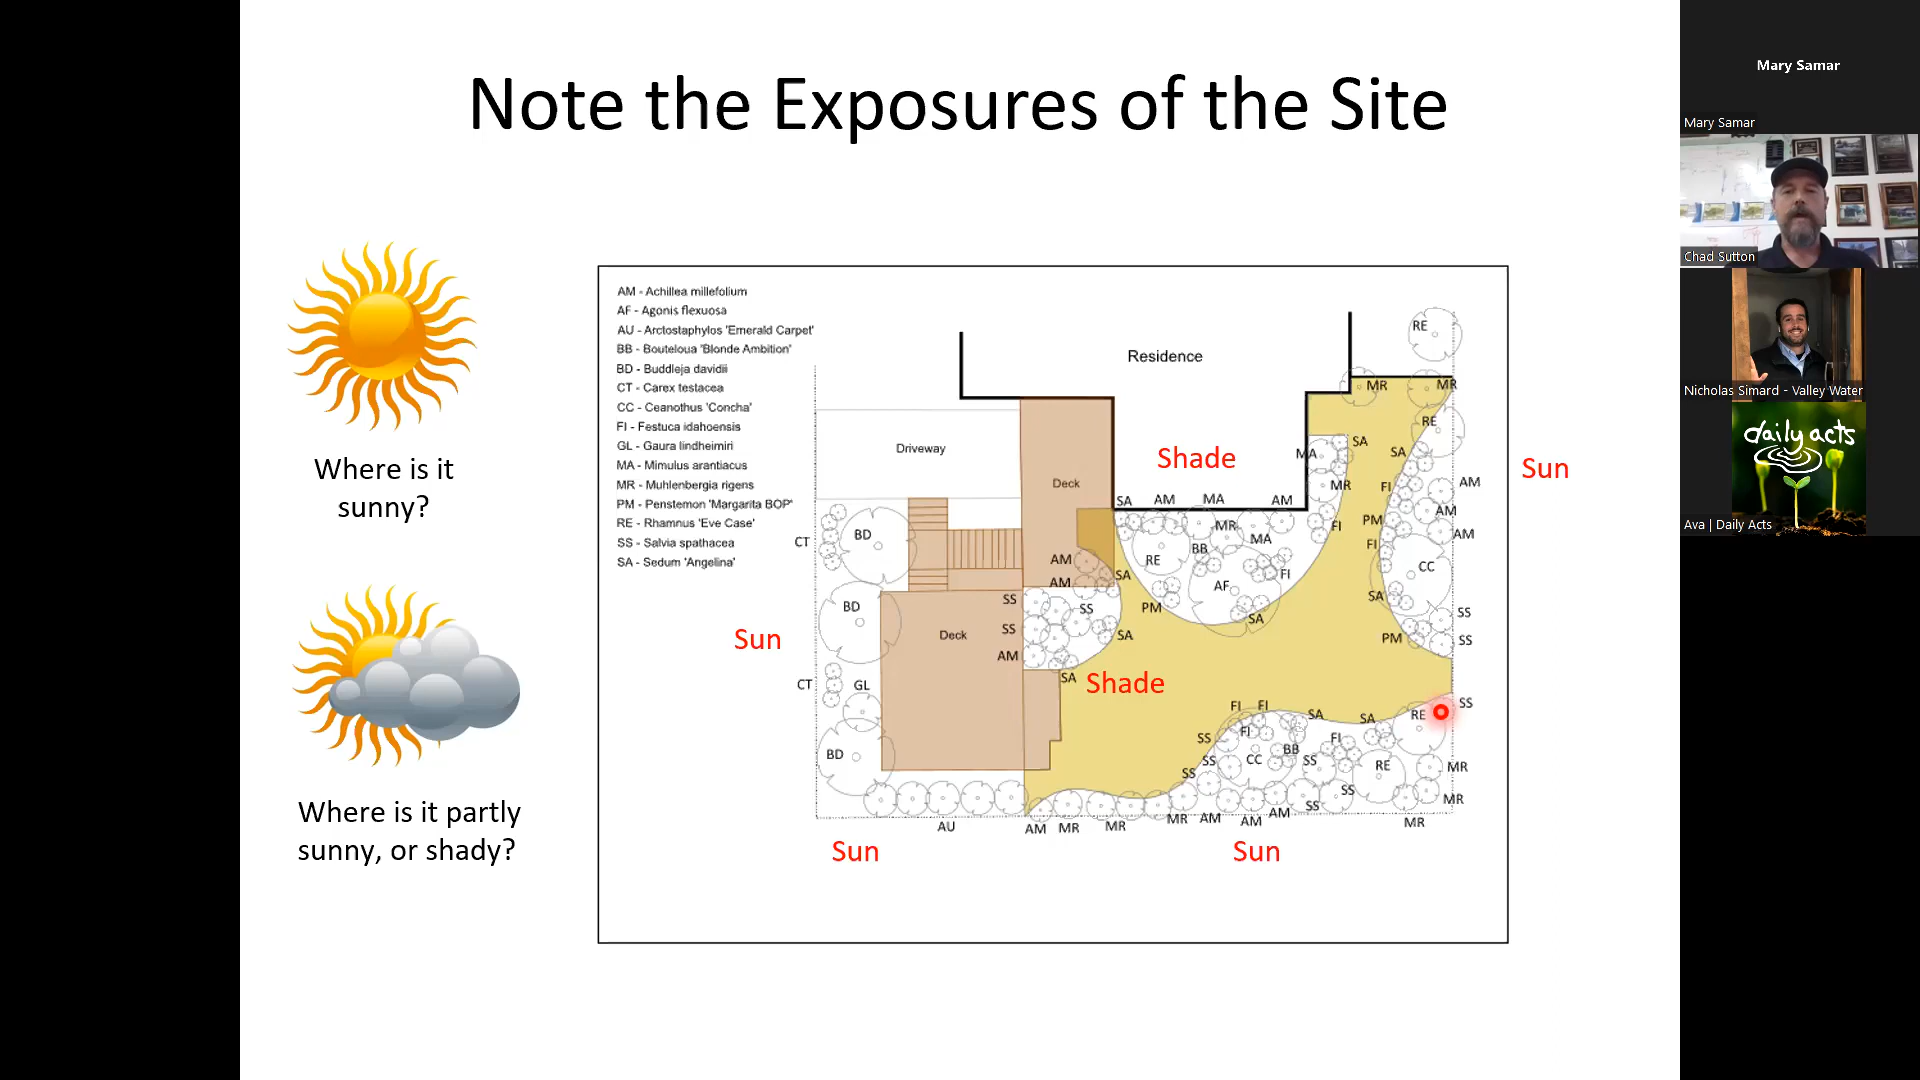 Note the Exposures of the Site
Where is it
sunny?
Where is it partly
sunny, or shady?
AM - Achillea millefolium
AF - Agonis flexuosa
AU - Arctostaphylos 'Emerald Carpet'
BB - Bouteloua 'Blonde Ambition'
BD - Buddleja davidii
CT - Carex testacea
CC - Ceanothus 'Concha'
FI - Festuca idahoensis
GL - Gaura lindheimiri
MA - Mimulus arantiacus
MR - Muhlenbergia rigens
PM - Penstemon 'Margarita BOP'
RE - Rhamnus 'Eve Case'
SS - Salvia spathacea
SA - Sedum 'Angelina'
RE
Residence
MR
MR
RE
Driveway
SA
SA
MA
Shade
Sun
Deck
MR
FI
AM
SA
AM
MA
AM
AM
PM
MR
FI
AM
CT
BD
BB
MA
FI
AM
RE
CC
AM
SA
FI
AF
SA
SS
BD
SS
PM
SA
SS
Sun
Deck
SS
SA
PM
SS
AM
CT
GL
SA
Shade
FI
FI
SA
SA
RE
SS
BD
SS
FI
BB
FI
SS
CC
SS
RE
MR
SS
SS
SS
MR
AU
AM
MR
MR
MR
AM
AM
AM
MR
Sun
Sun
Mary Samar
Mary Samar
Chad Sutton
Nicholas Simard - Valley Water
daily acts
Ava | Daily Acts